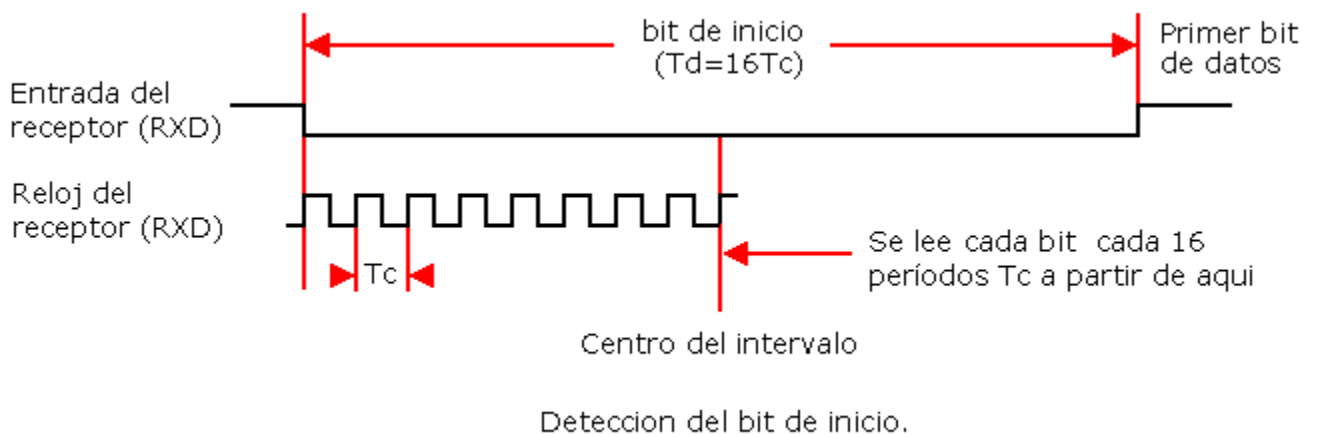 bit de inicio
(Td=16Tc)
Primer bit
de datos
Entrada del
receptor (RXD)
Reloj del
receptor (RXD)
Tc
Se lee cada bit cada 16
períodos Tc a partir de aqui
Centro del intervalo
Deteccion del bit de inicio.